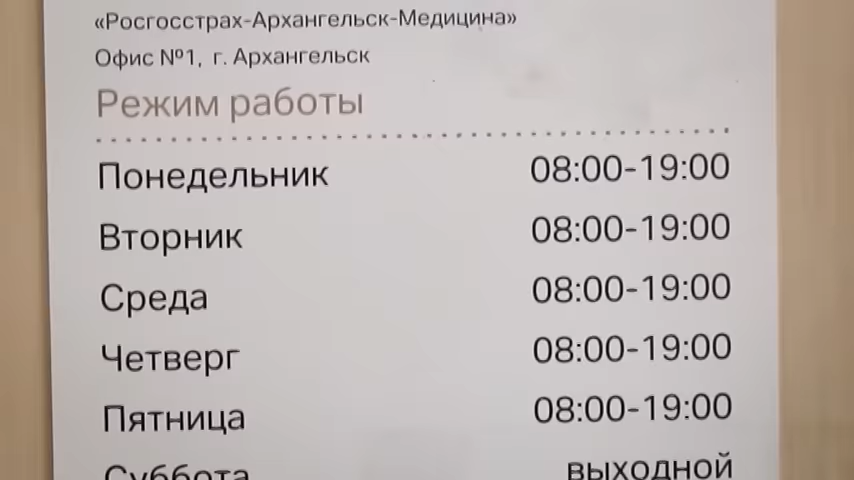 «Росгосстрах-Архангельск-Медицина»
Офис №1, г. Архангельск
Режим работы
Понедельник 08:00-19:00
Вторник 08:00-19:00
Среда 08:00-19:00
Четверг 08:00-19:00
Пятница 08:00-19:00
Суббота выходной